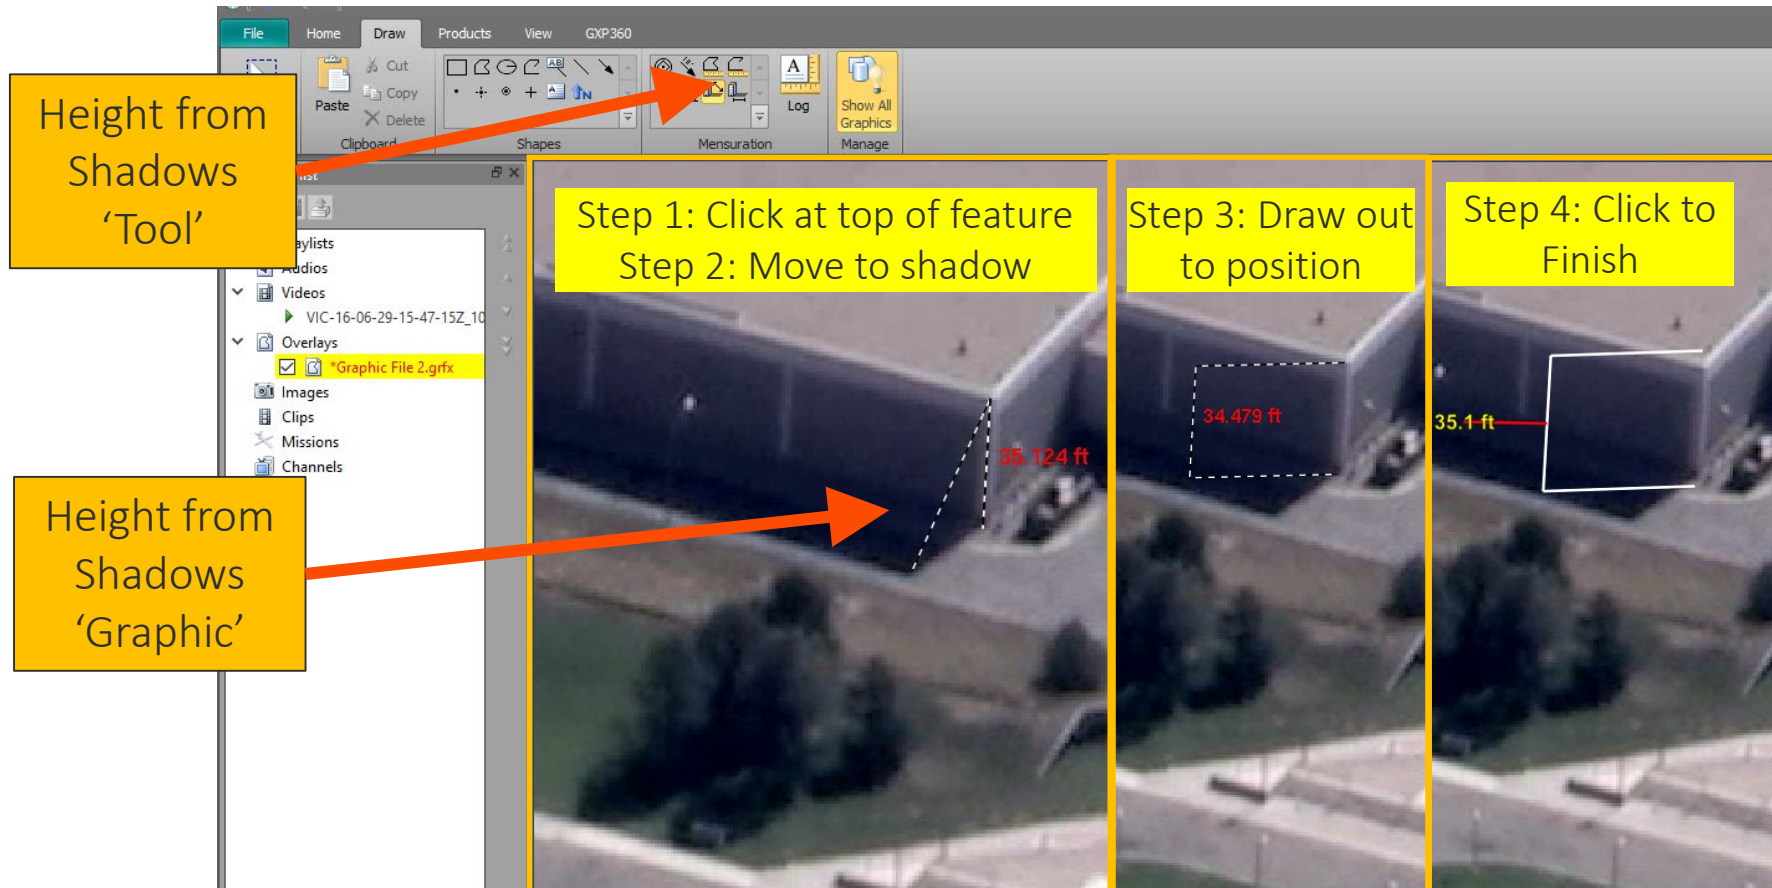 File Home Draw Products View GXP360
Cut
Paste
Copy
Delete
Clipboard
Shapes
Mensuration
Log
Show All
Graphics
Manage
Height from
Shadows
‘Tool’
Audios
Videos
VIC-16-06-29-15-47-15Z_10
Overlays
*Graphic File 2.grfx
Images
Clips
Missions
Channels
Height from
Shadows
‘Graphic’
Step 1: Click at top of feature
Step 2: Move to shadow
35.124 ft
Step 3: Draw out
to position
34.479 ft
Step 4: Click to
Finish
35.1 ft